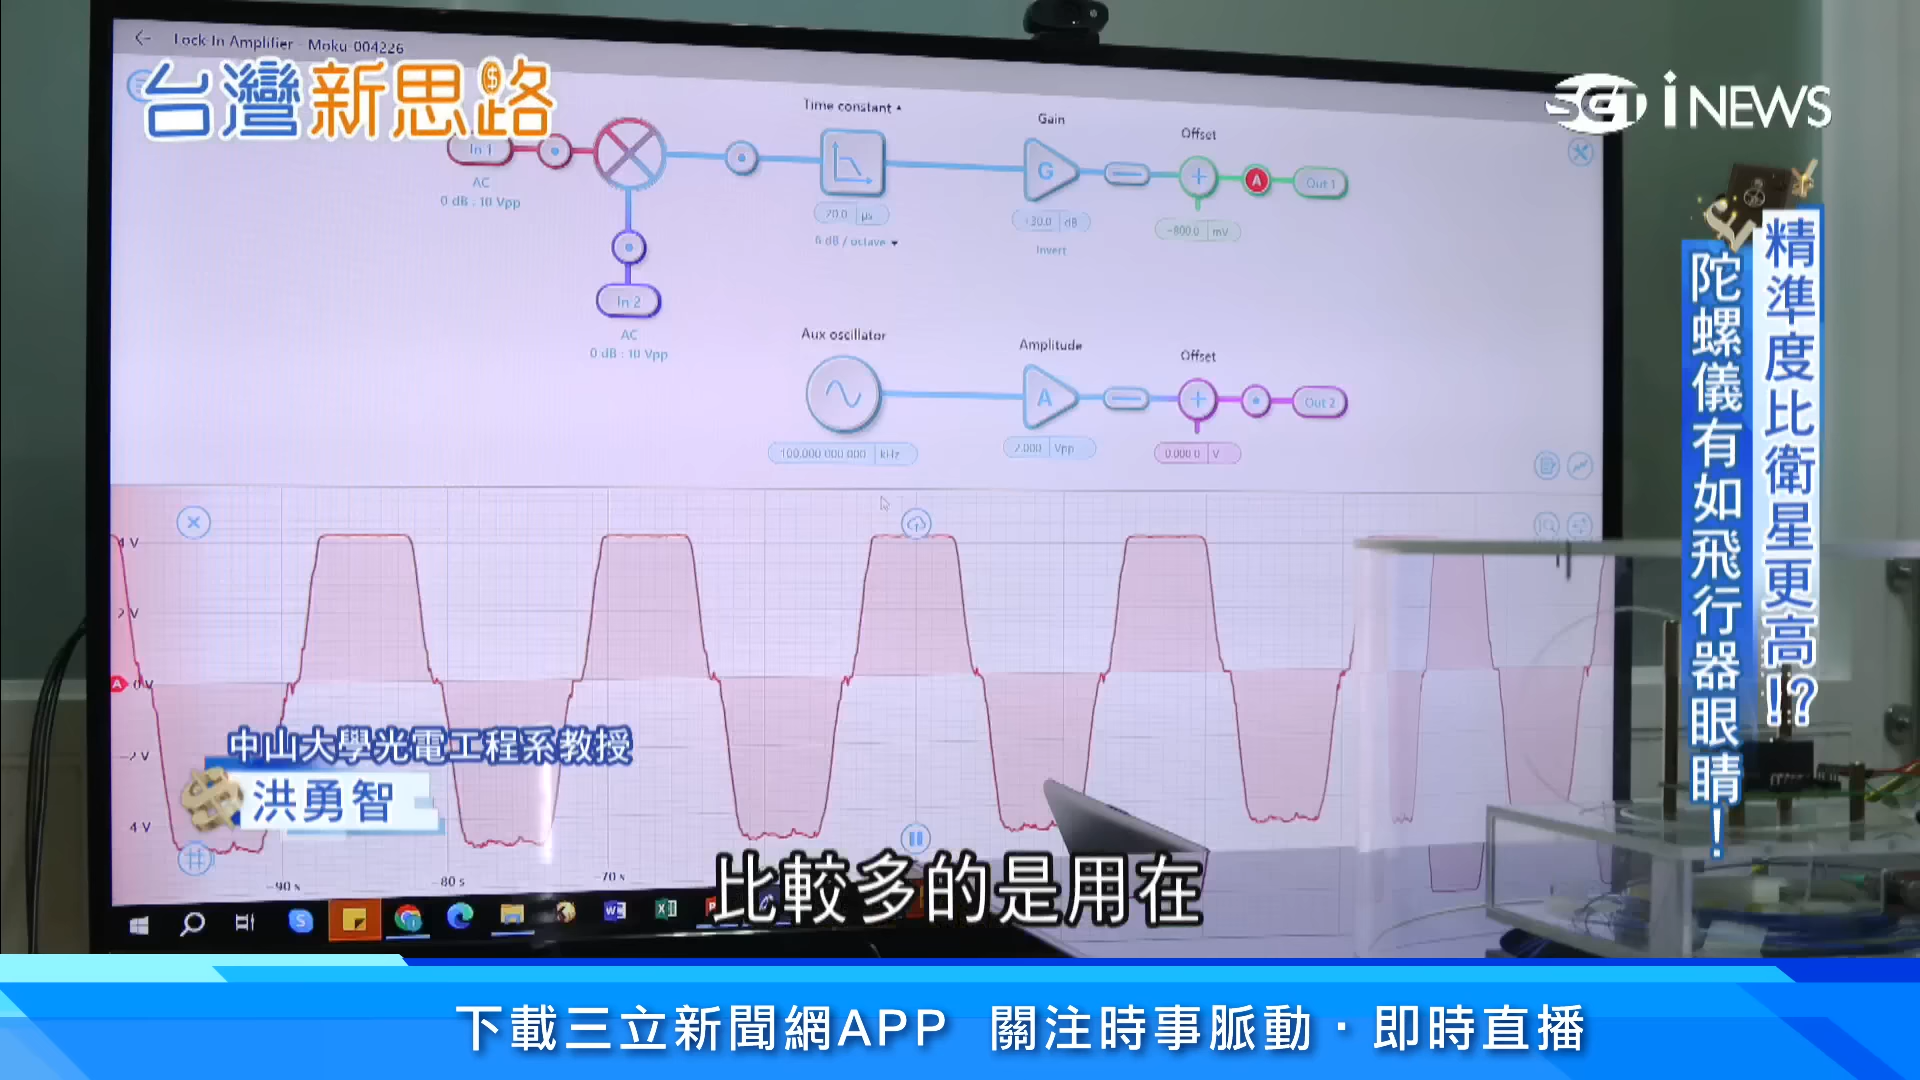 Lock In Amplifier - Moku 004226
台灣新思路
SET iNEWS
Time constant
Gain
Offset
In 1
AC
0 dB : 10 Vpp
G
A
Out 1
20.0 µs
6 dB / octave
+30.0 dB
Invert
-800.0 mV
In 2
AC
0 dB : 10 Vpp
Aux oscillator
Amplitude
Offset
A
Out 2
100.000 000 000 kHz
2.000 Vpp
0.000 0 V
精準度比衛星更高!?
陀螺儀有如飛行器眼睛!
4 V
2 V
A 0V
-2 V
4 V
-90 s
-80 s
-70 s
中山大學光電工程系教授
洪勇智
比較多的是用在
下載三立新聞網APP 關注時事脈動·即時直播